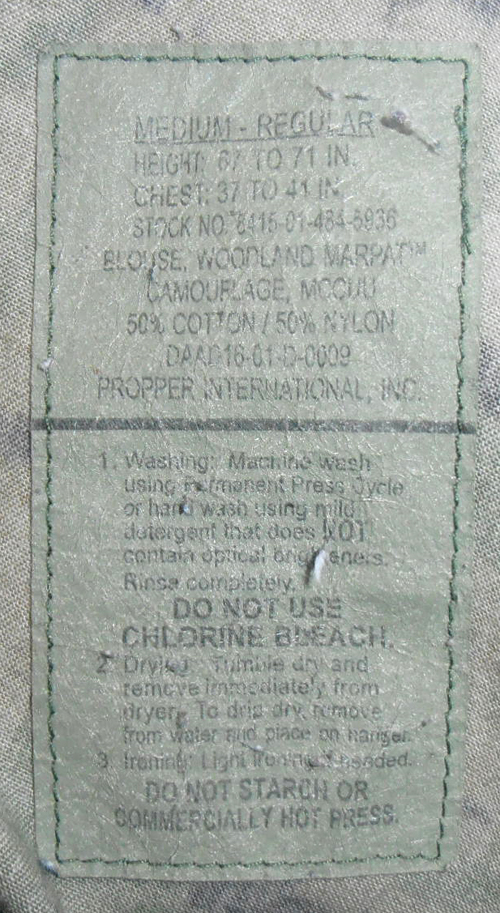 MEDIUM - REGULAR
HEIGHT: 67 TO 71 IN.
CHEST: 37 TO 41 IN.
STOCK NO. 8415-01-484-5936
BLOUSE, WOODLAND MARPAT™
CAMOUFLAGE, MCCUU
50% COTTON / 50% NYLON
DAAD16-01-D-0009
PROPPER INTERNATIONAL, INC.
1. Washing: Machine wash
using Permanent Press Cycle
or hand wash using mild
detergent that does NOT
contain optical brighteners.
Rinse completely.
DO NOT USE
CHLORINE BLEACH.
2. Drying: Tumble dry and
remove immediately from
dryer. To drip dry, remove
from water and place on hanger.
3. Ironing: Light ironing if needed.
DO NOT STARCH OR
COMMERCIALLY HOT PRESS.